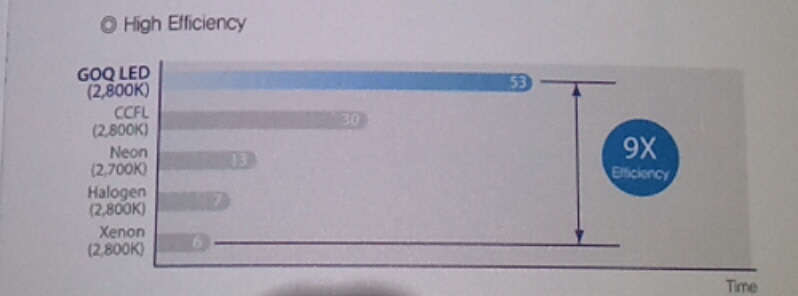 ◎ High Efficiency
GOQ LED
(2,800K)
53
CCFL
(2,800K)
30
Neon
(2,700K)
13
Halogen
(2,800K)
7
Xenon
(2,800K)
6
9X
Efficiency
Time